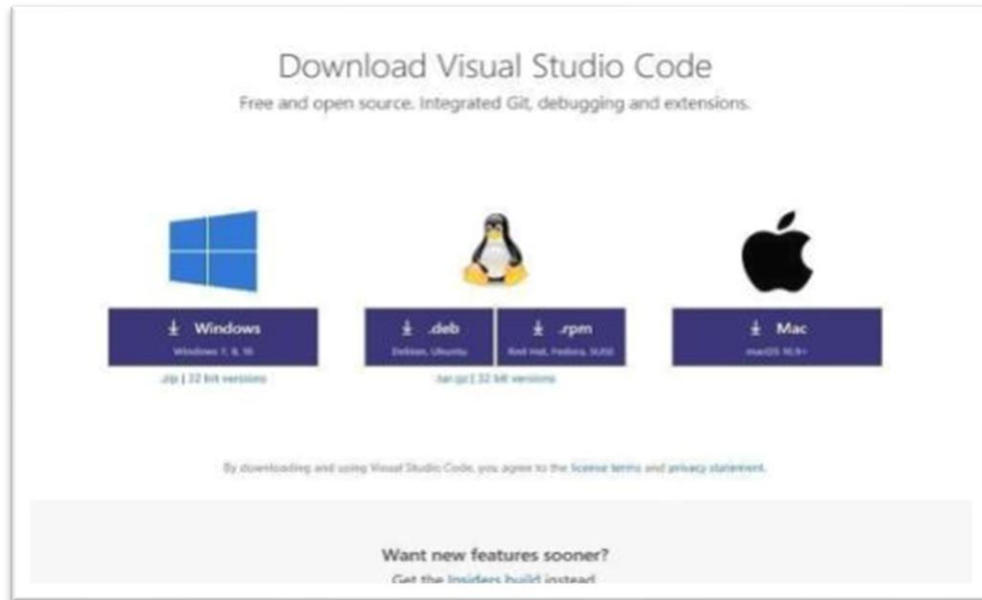 Download Visual Studio Code
Free and open source. Integrated Git, debugging and extensions.
Windows
Windows 7, 8, 10
.zip | 32 bit versions
.deb
Debian, Ubuntu
.rpm
Red Hat, Fedora, SUSE
.tar.gz | 32 bit versions
Mac
macOS 10.9+
By downloading and using Visual Studio Code, you agree to the license terms and privacy statement.
Want new features sooner?
Get the Insiders build instead